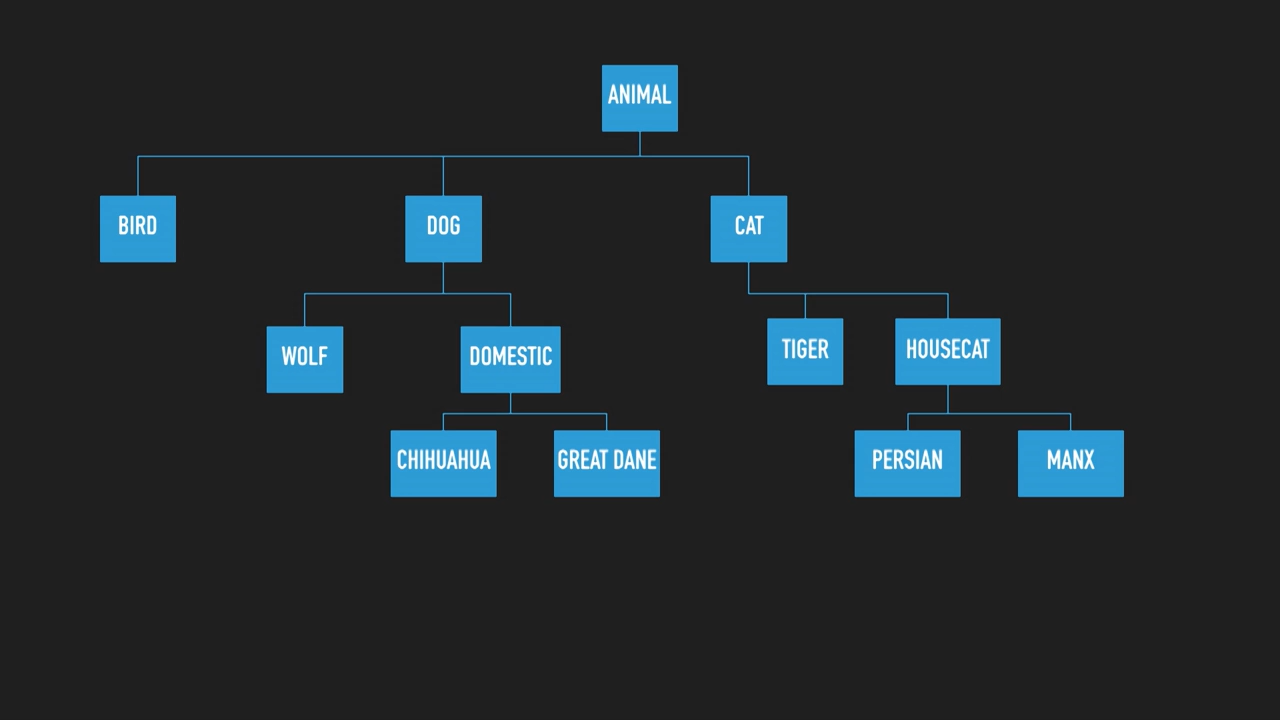 ANIMAL
BIRD
DOG
CAT
WOLF
DOMESTIC
TIGER
HOUSECAT
CHIHUAHUA
GREAT DANE
PERSIAN
MANX